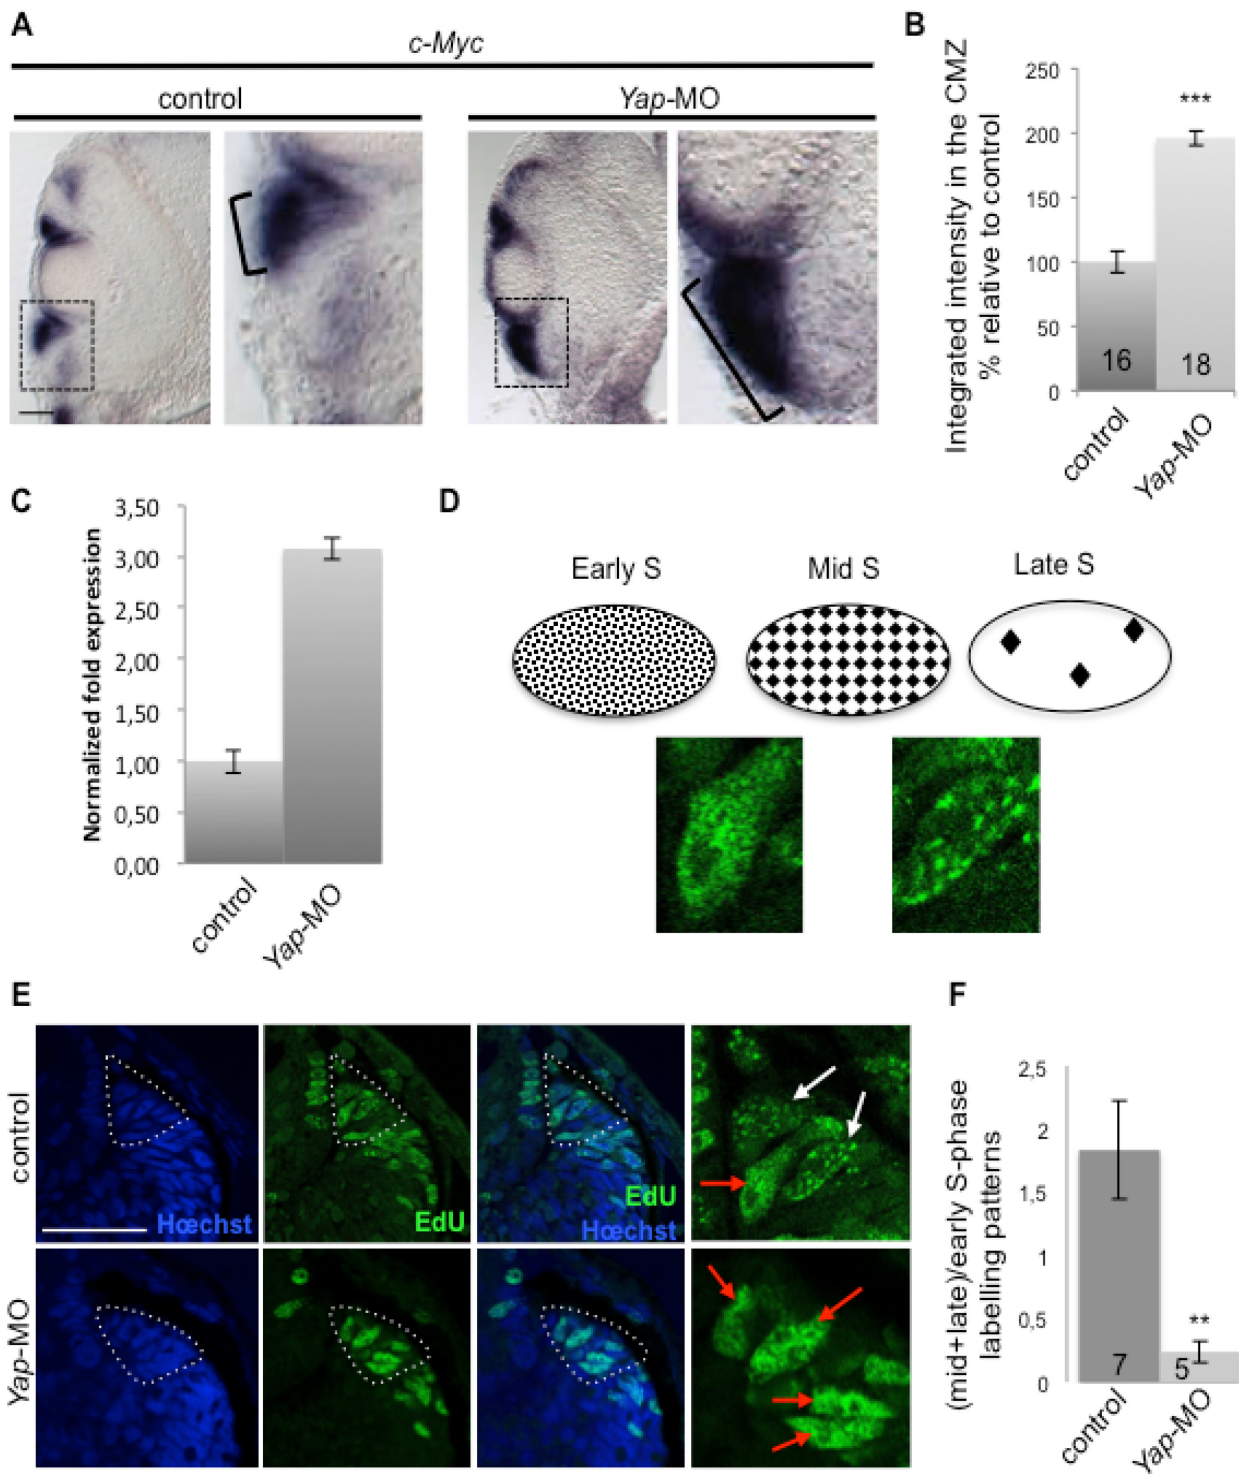 A
c-Myc
control
Yap-MO
B
Integrated intensity in the CMZ
% relative to control
250
200
150
100
50
0
***
16
18
control
Yap-MO
C
Normalized fold expression
3,50
3,00
2,50
2,00
1,50
1,00
0,50
0,00
control
Yap-MO
D
Early S
Mid S
Late S
E
control
Hœchst
EdU
EdU
Hœchst
Yap-MO
F
(mid+late)/early S-phase
labelling patterns
2,5
2
1,5
1
0,5
0
**
7
5
control
Yap-MO